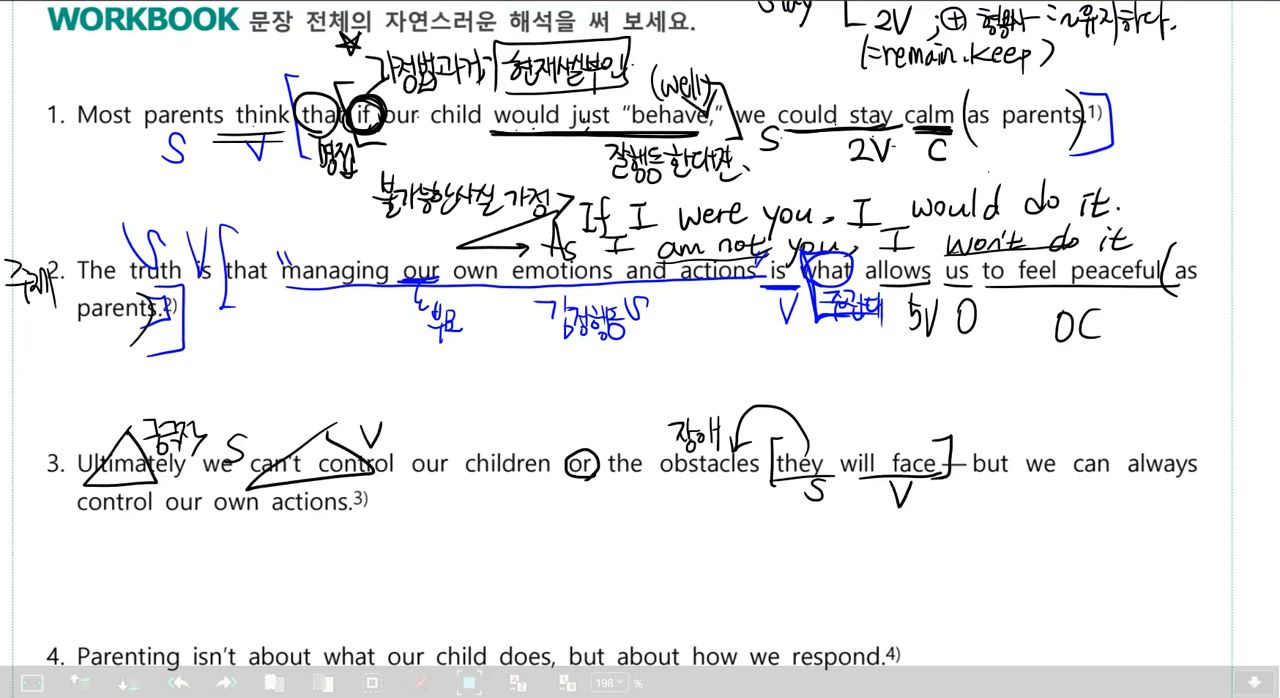 WORKBOOK 문장 전체의 자연스러운 해석을 써 보세요.
2V ; ⊕ 형용사 : ~유지하다.
(=remain.keep)
가정법과거; 현재사실부인
(well)
1. Most parents think that if our child would just “behave,” we could stay calm (as parents.1)
S V 명접 잘행동한다면, S 2V C
불가능한사실 가정
If I were you, I would do it.
As I am not you, I won't do it
S V
주제
2. The truth is that managing our own emotions and actions is what allows us to feel peaceful (as
parents.2)
부모 감정행동 S V 5V O OC
궁극적 S V 장애
3. Ultimately we can't control our children or the obstacles [they will face] – but we can always
S V
control our own actions.3)
4. Parenting isn't about what our child does, but about how we respond.4)
198 %